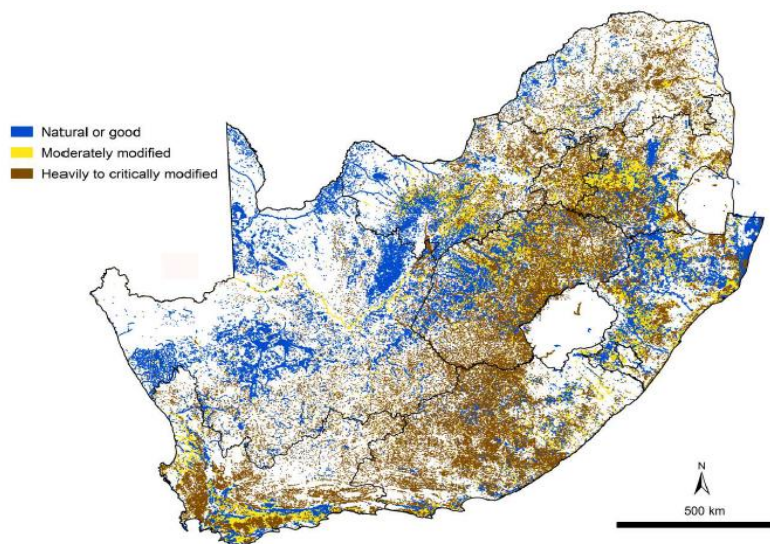 Natural or good
Moderately modified
Heavily to critically modified
N
500 km